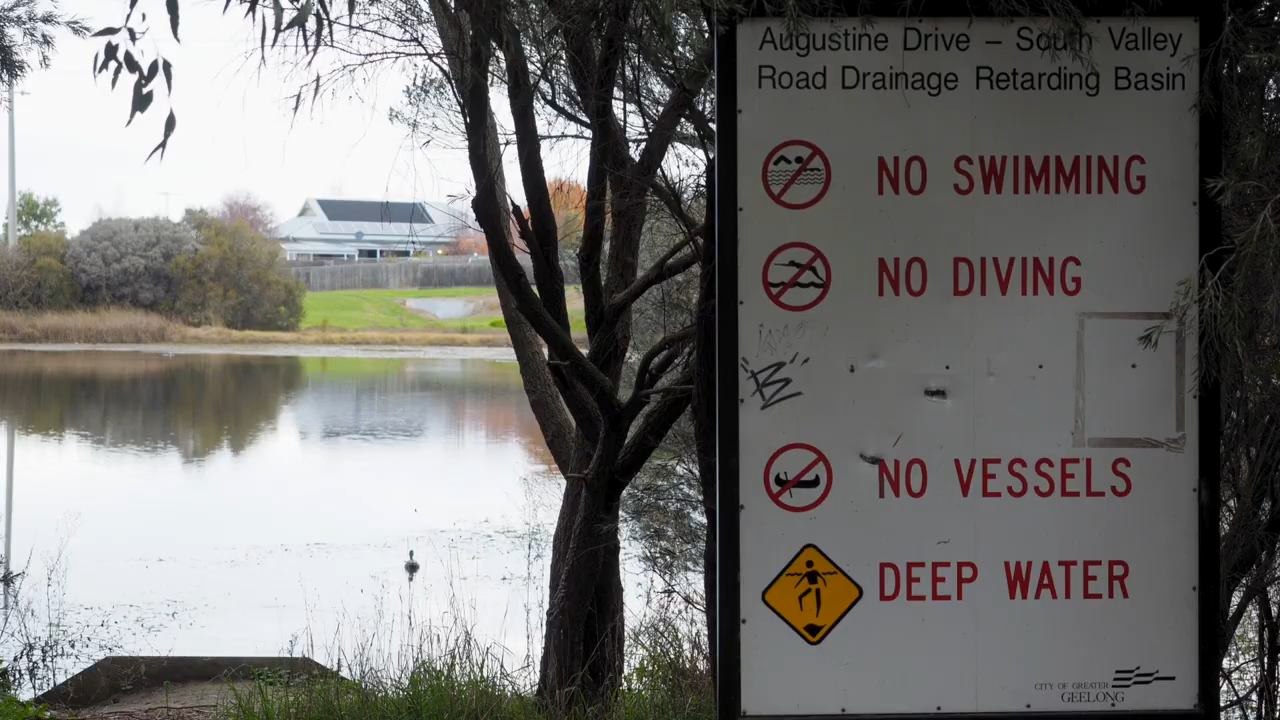 Augustine Drive – South Valley
Road Drainage Retarding Basin
NO SWIMMING
NO DIVING
NO VESSELS
DEEP WATER
CITY OF GREATER
GEELONG